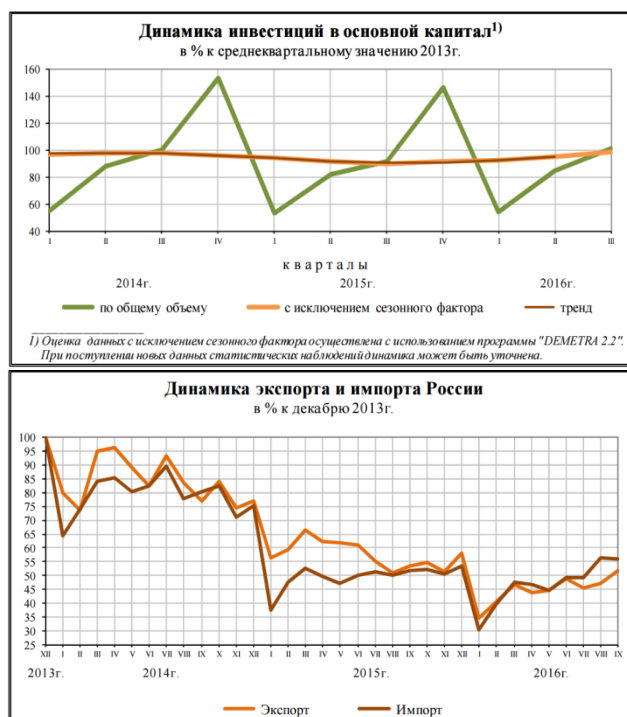 Динамика инвестиций в основной капитал1)
в % к среднеквартальному значению 2013г.
160
140
120
100
80
60
40
I II III IV I II III IV I II III
кварталы
2014г. 2015г. 2016г.
по общему объему с исключением сезонного фактора тренд
1) Оценка данных с исключением сезонного фактора осуществлена с использованием программы "DEMETRA 2.2".
При поступлении новых данных статистических наблюдений динамика может быть уточнена.
Динамика экспорта и импорта России
в % к декабрю 2013г.
100
95
90
85
80
75
70
65
60
55
50
45
40
35
30
25
XII I II III IV V VI VII VIII IX X XI XII I II III IV V VI VII VIII IX X XI XII I II III IV V VI VII VIII IX
2013г. 2014г. 2015г. 2016г.
Экспорт Импорт